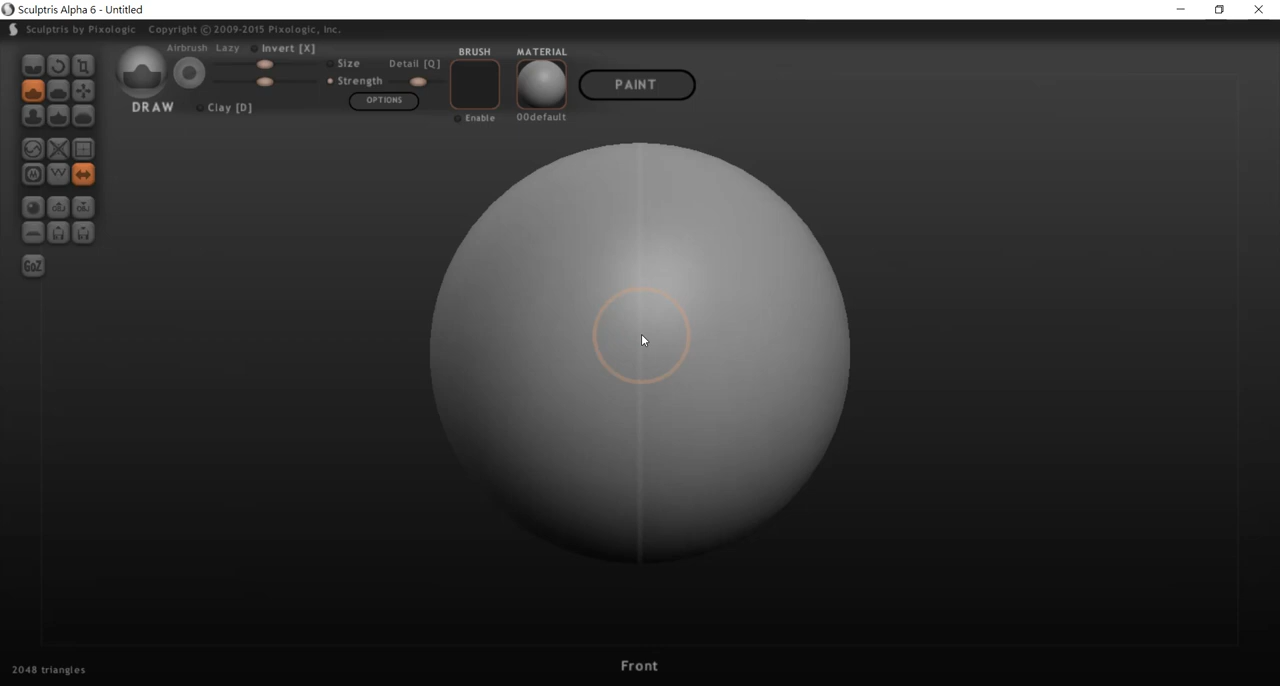 Sculptris Alpha 6 - Untitled
Sculptris by Pixologic Copyright © 2009-2015 Pixologic, Inc.
Airbrush Lazy Invert [X]
Size Detail [Q]
Strength
OPTIONS
DRAW Clay [D]
BRUSH
Enable
MATERIAL
00default
PAINT
GoZ
2048 triangles
Front